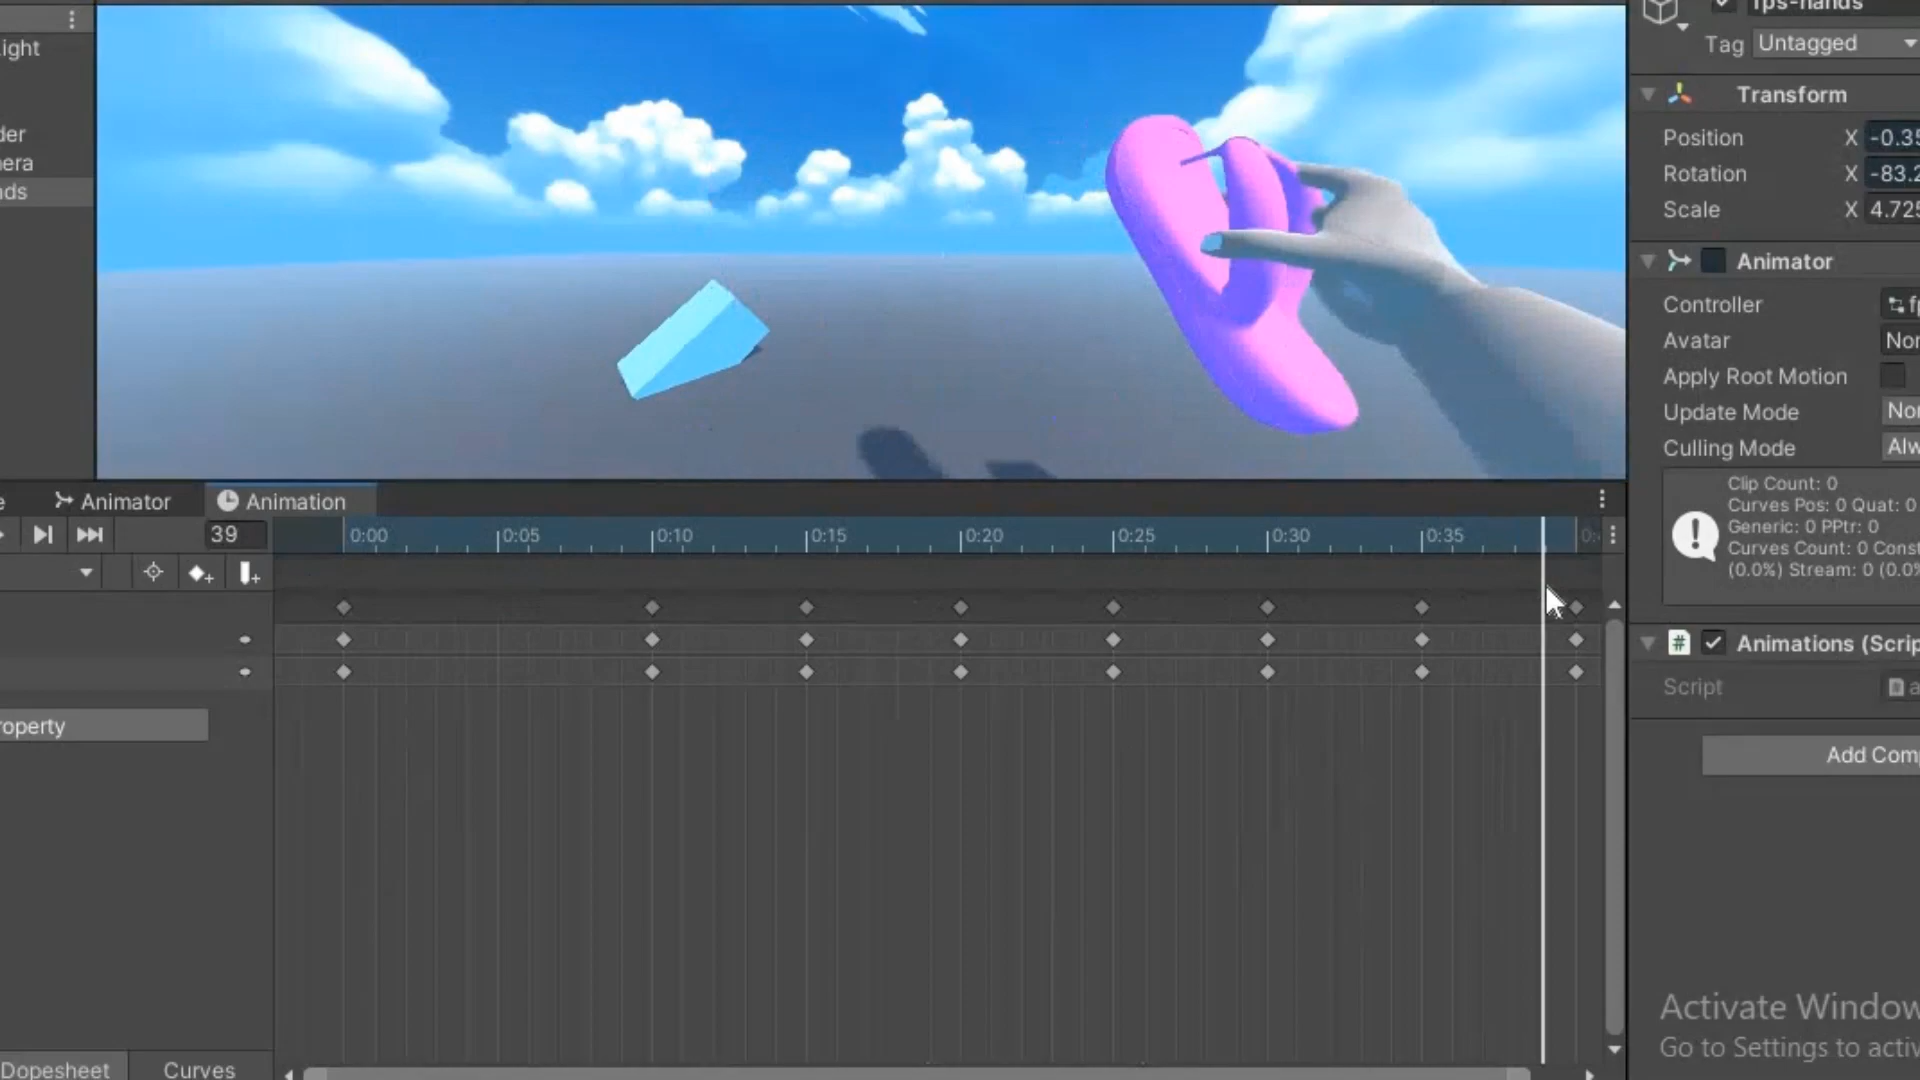 ight
der
era
ds
fps-hands
Tag Untagged
Transform
Position X -0.35
Rotation X -83.2
Scale X 4.725
Animator
Controller
Avatar Nor
Apply Root Motion
Update Mode Nor
Culling Mode Alw
Clip Count: 0
Curves Pos: 0 Quat: 0
Generic: 0 PPtr: 0
Curves Count: 0 Const
(0.0%) Stream: 0 (0.0%
# Animations (Scrip
Script a
Add Comp
e Animator Animation
39 0:00 0:05 0:10 0:15 0:20 0:25 0:30 0:35
roperty
Dopesheet Curves
Activate Window
Go to Settings to activ